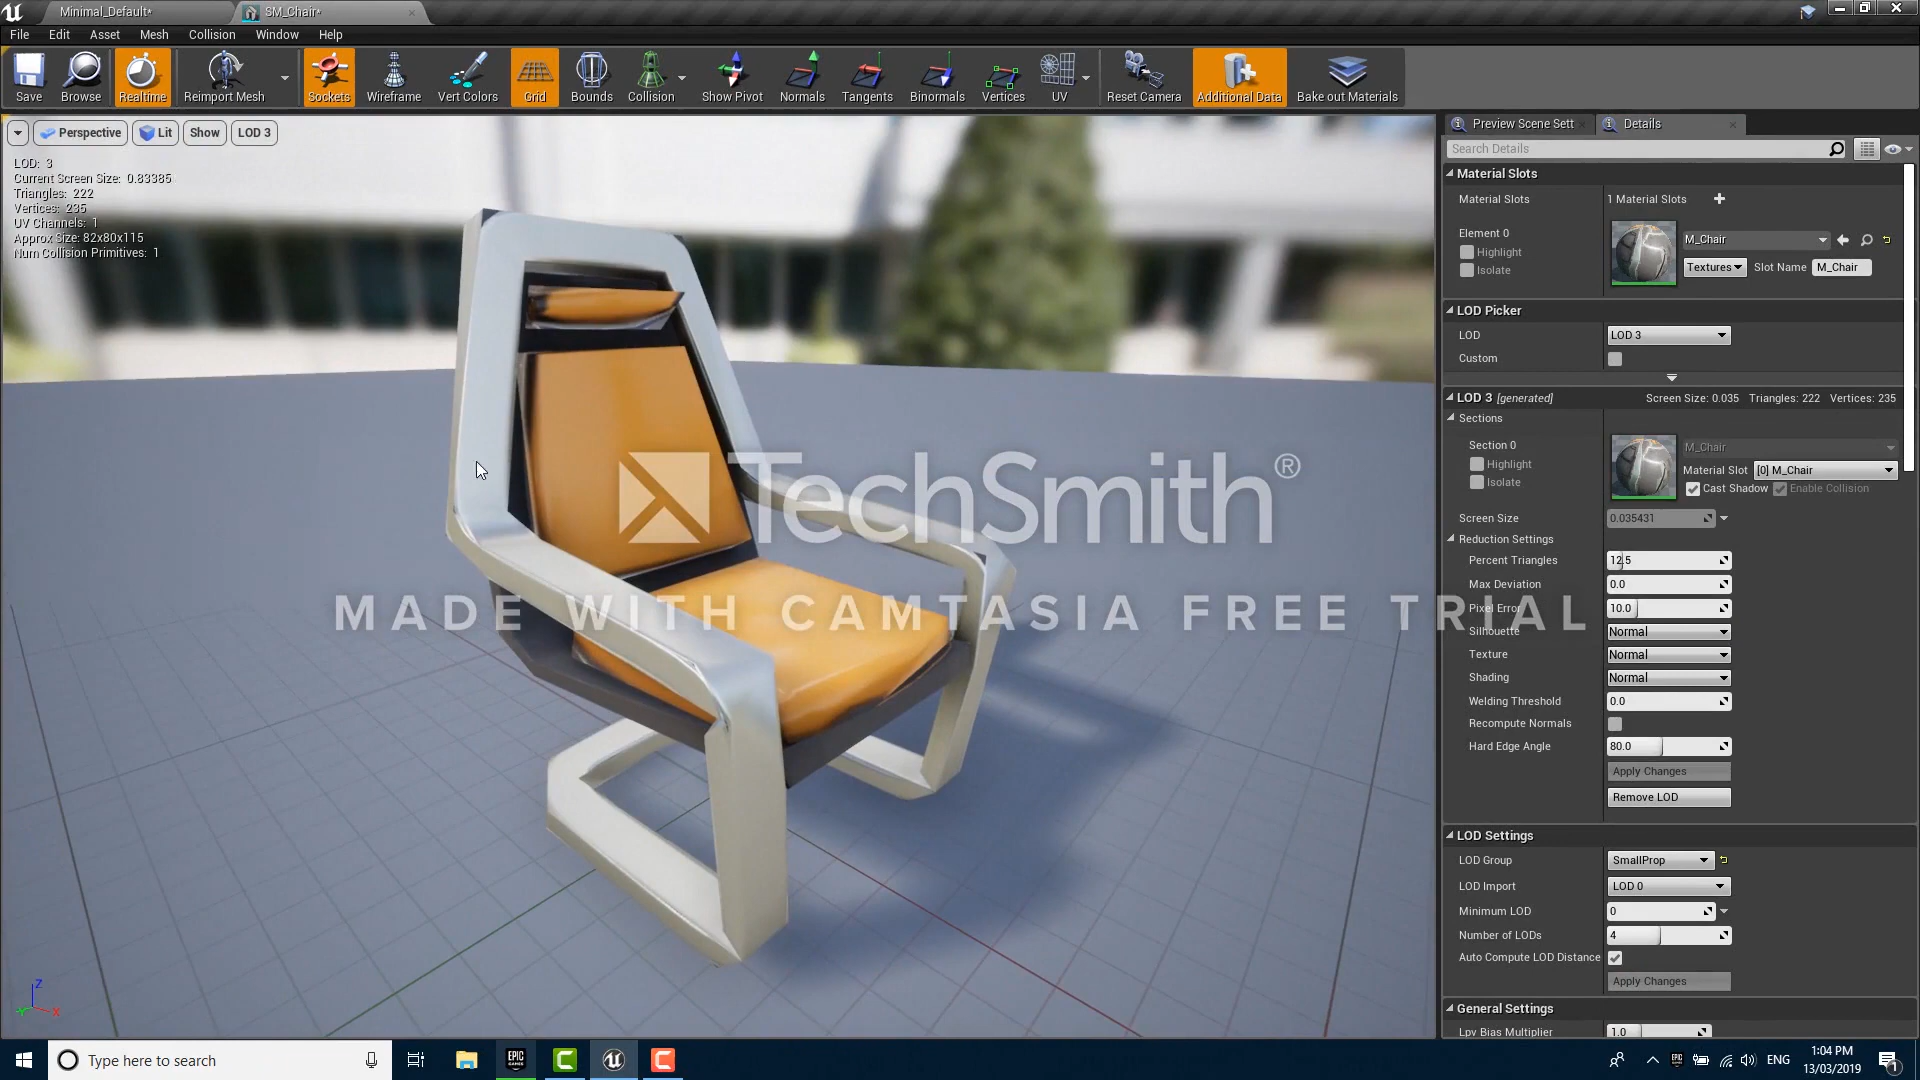 Minimal_Default*
SM_Chair*
File Edit Asset Mesh Collision Window Help
Save Browse Realtime Reimport Mesh Sockets Wireframe Vert Colors Grid Bounds Collision Show Pivot Normals Tangents Binormals Vertices UV Reset Camera Additional Data Bake out Materials
Perspective Lit Show LOD 3
LOD: 3
Current Screen Size: 0.83385
Triangles: 222
Vertices: 235
UV Channels: 1
Approx Size: 82x80x115
Num Collision Primitives: 1
TechSmith®
MADE WITH CAMTASIA FREE TRIAL
Z
Y
X
Preview Scene Sett Details
Search Details
Material Slots
Material Slots 1 Material Slots
Element 0
Highlight
Isolate
M_Chair
Textures Slot Name M_Chair
LOD Picker
LOD LOD 3
Custom
LOD 3 [generated] Screen Size: 0.035 Triangles: 222 Vertices: 235
Sections
Section 0
Highlight
Isolate
M_Chair
Material Slot [0] M_Chair
Cast Shadow Enable Collision
Screen Size 0.035431
Reduction Settings
Percent Triangles 12.5
Max Deviation 0.0
Pixel Error 10.0
Silhouette Normal
Texture Normal
Shading Normal
Welding Threshold 0.0
Recompute Normals
Hard Edge Angle 80.0
Apply Changes
Remove LOD
LOD Settings
LOD Group SmallProp
LOD Import LOD 0
Minimum LOD 0
Number of LODs 4
Auto Compute LOD Distance
Apply Changes
General Settings
Lpv Bias Multiplier 1.0
Type here to search
EPIC GAMES
ENG
1:04 PM
13/03/2019
1